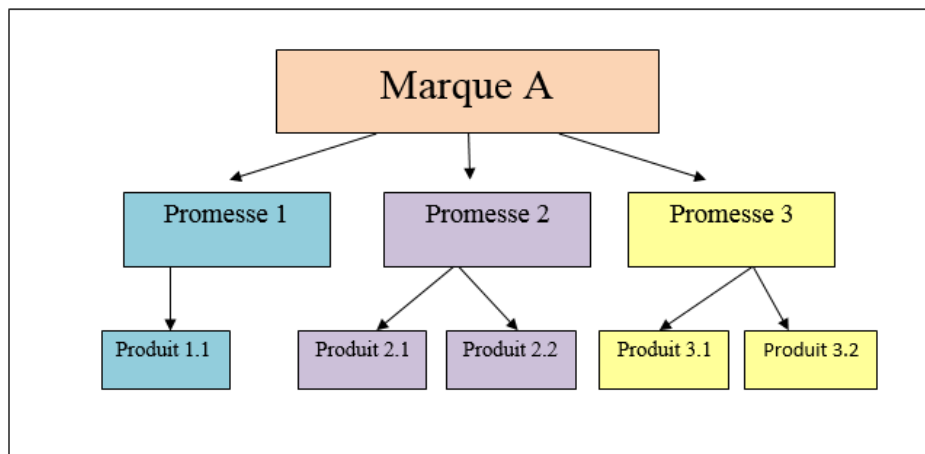 Marque A
Promesse 1
Promesse 2
Promesse 3
Produit 1.1
Produit 2.1
Produit 2.2
Produit 3.1
Produit 3.2